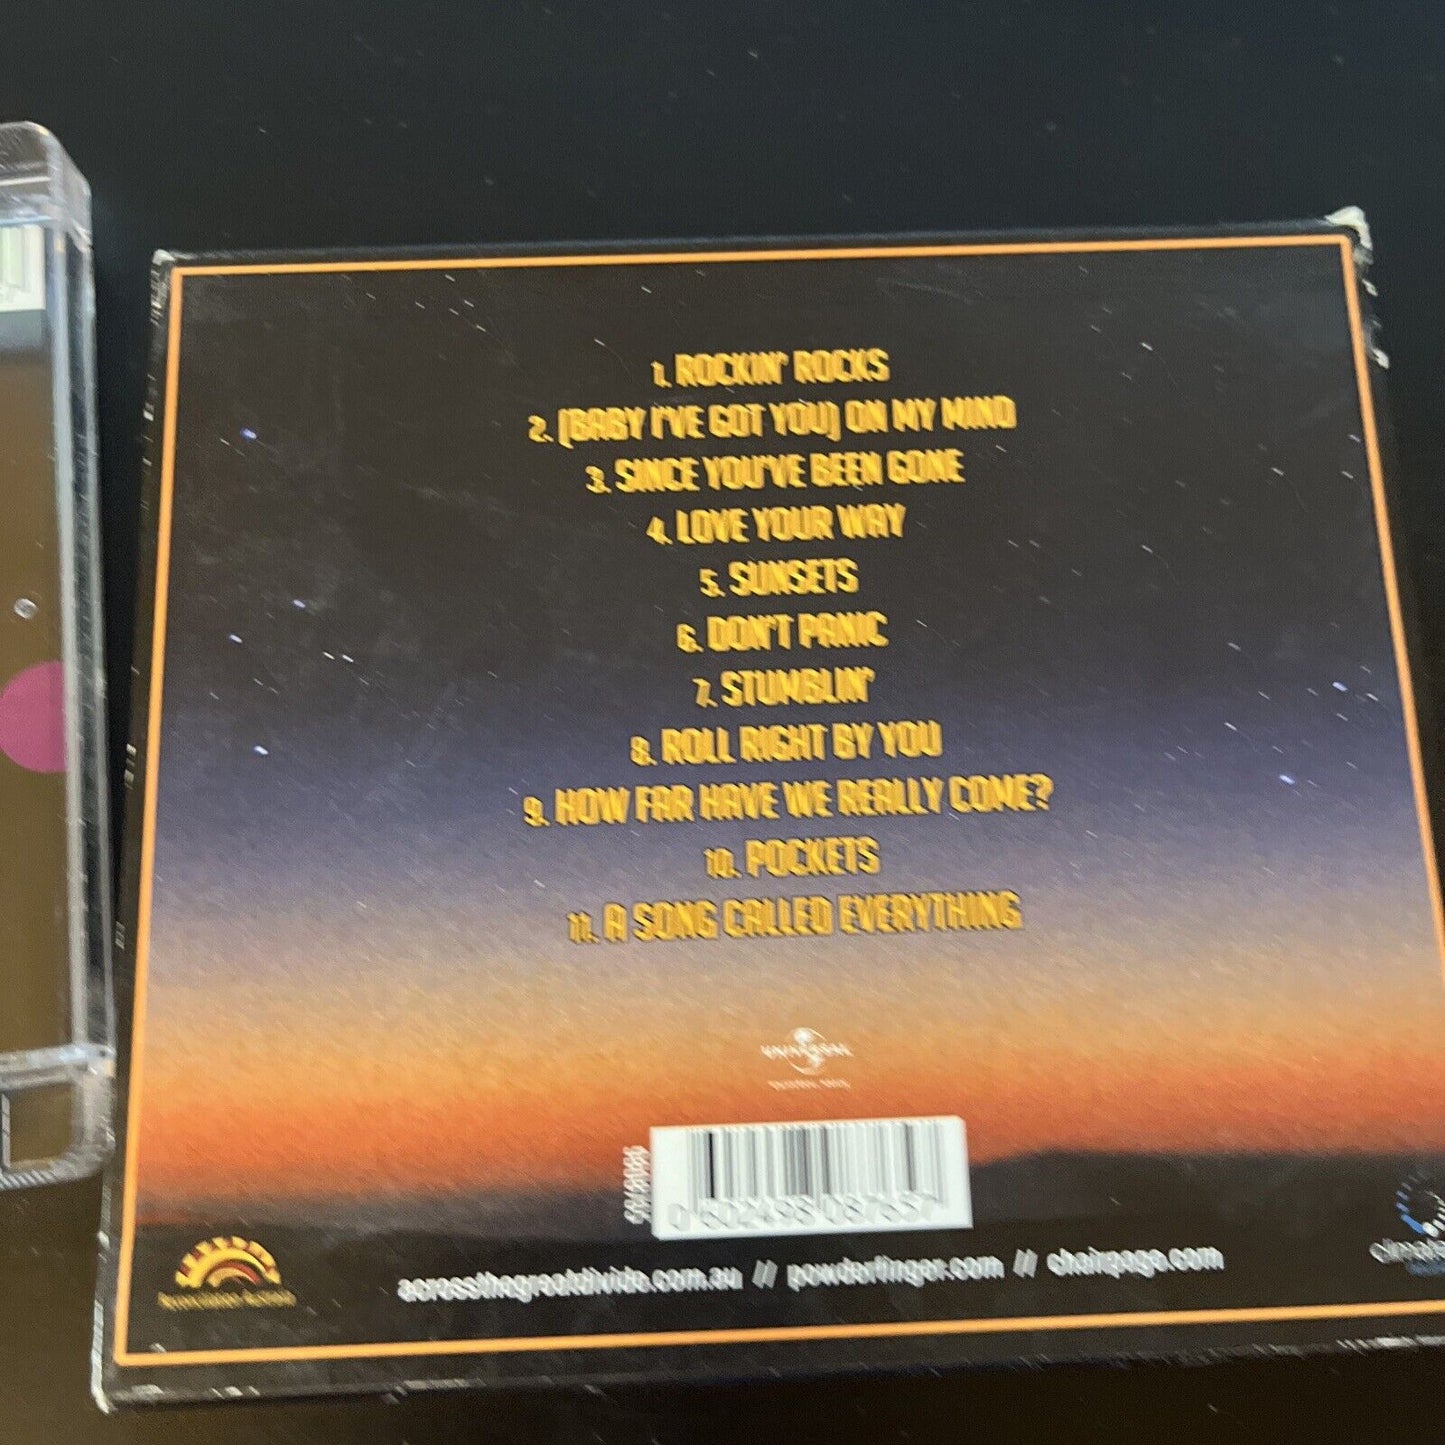 1. ROCKIN' ROCKS
2. (BABY I'VE GOT YOU) ON MY MIND
3. SINCE YOU'VE BEEN GONE
4. LOVE YOUR WAY
5. SUNSETS
6. DON'T PANIC
7. STUMBLIN'
8. ROLL RIGHT BY YOU
9. HOW FAR HAVE WE REALLY COME?
10. POCKETS
11. A SONG CALLED EVERYTHING
UNIVERSAL
acrossthegreatdivide.com.au // powderfinger.com // chairpage.com